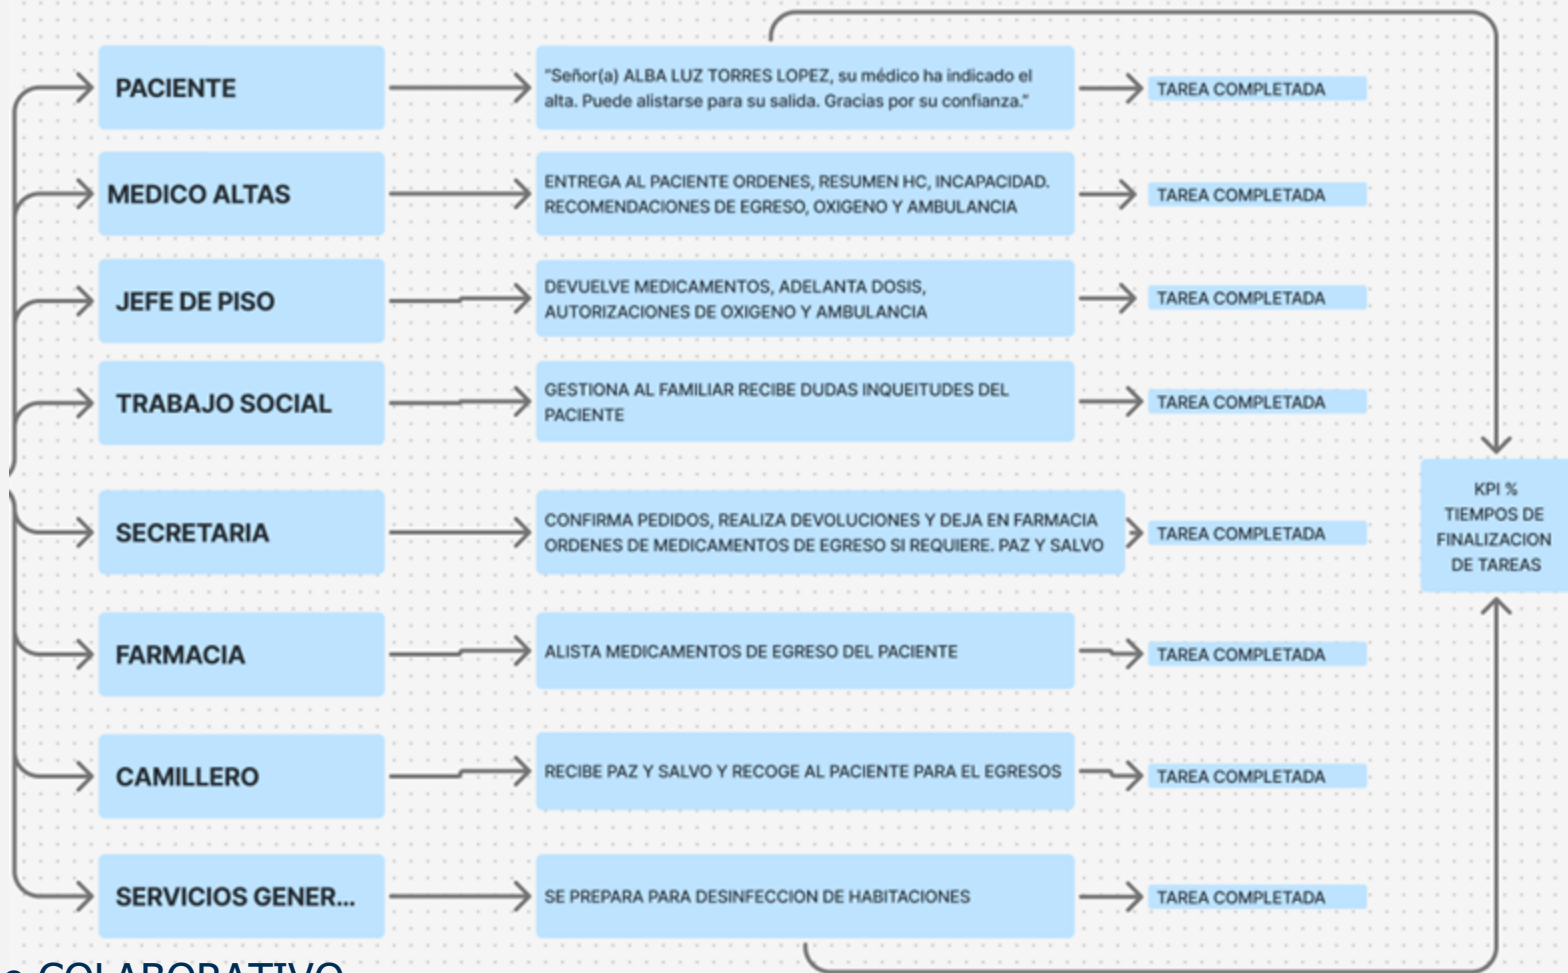 PACIENTE
"Señor(a) ALBA LUZ TORRES LOPEZ, su médico ha indicado el
alta. Puede alistarse para su salida. Gracias por su confianza."
TAREA COMPLETADA
MEDICO ALTAS
ENTREGA AL PACIENTE ORDENES, RESUMEN HC, INCAPACIDAD.
RECOMENDACIONES DE EGRESO, OXIGENO Y AMBULANCIA
TAREA COMPLETADA
JEFE DE PISO
DEVUELVE MEDICAMENTOS, ADELANTA DOSIS,
AUTORIZACIONES DE OXIGENO Y AMBULANCIA
TAREA COMPLETADA
TRABAJO SOCIAL
GESTIONA AL FAMILIAR RECIBE DUDAS INQUEITUDES DEL
PACIENTE
TAREA COMPLETADA
SECRETARIA
CONFIRMA PEDIDOS, REALIZA DEVOLUCIONES Y DEJA EN FARMACIA
ORDENES DE MEDICAMENTOS DE EGRESO SI REQUIERE. PAZ Y SALVO
TAREA COMPLETADA
KPI %
TIEMPOS DE
FINALIZACION
DE TAREAS
FARMACIA
ALISTA MEDICAMENTOS DE EGRESO DEL PACIENTE
TAREA COMPLETADA
CAMILLERO
RECIBE PAZ Y SALVO Y RECOGE AL PACIENTE PARA EL EGRESOS
TAREA COMPLETADA
SERVICIOS GENER...
SE PREPARA PARA DESINFECCION DE HABITACIONES
TAREA COMPLETADA
COLABORATIVO